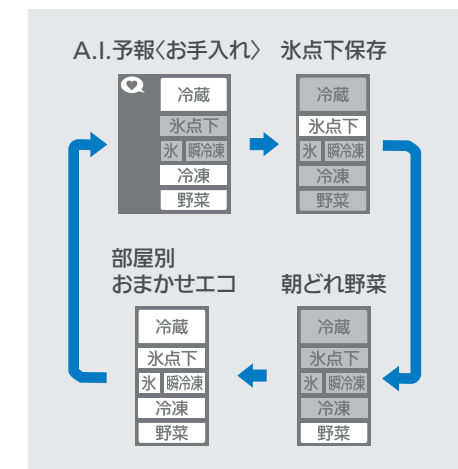 A.I.予報〈お手入れ〉
冷蔵
氷点下
氷 瞬冷凍
冷凍
野菜
氷点下保存
冷蔵
氷点下
氷 瞬冷凍
冷凍
野菜
部屋別
おまかせエコ
冷蔵
氷点下
氷 瞬冷凍
冷凍
野菜
朝どれ野菜
冷蔵
氷点下
氷 瞬冷凍
冷凍
野菜